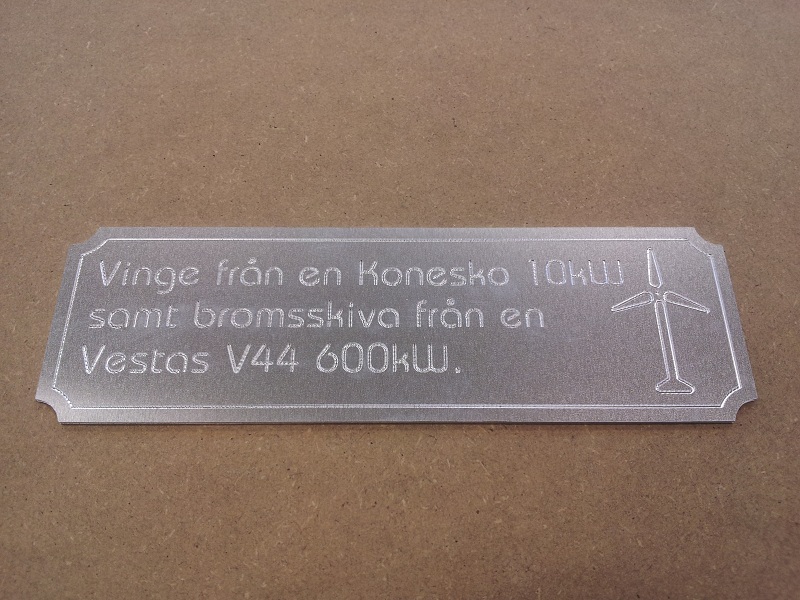 Vinge från en Konesko 10kW
samt bromsskiva från en
Vestas V44 600kW.